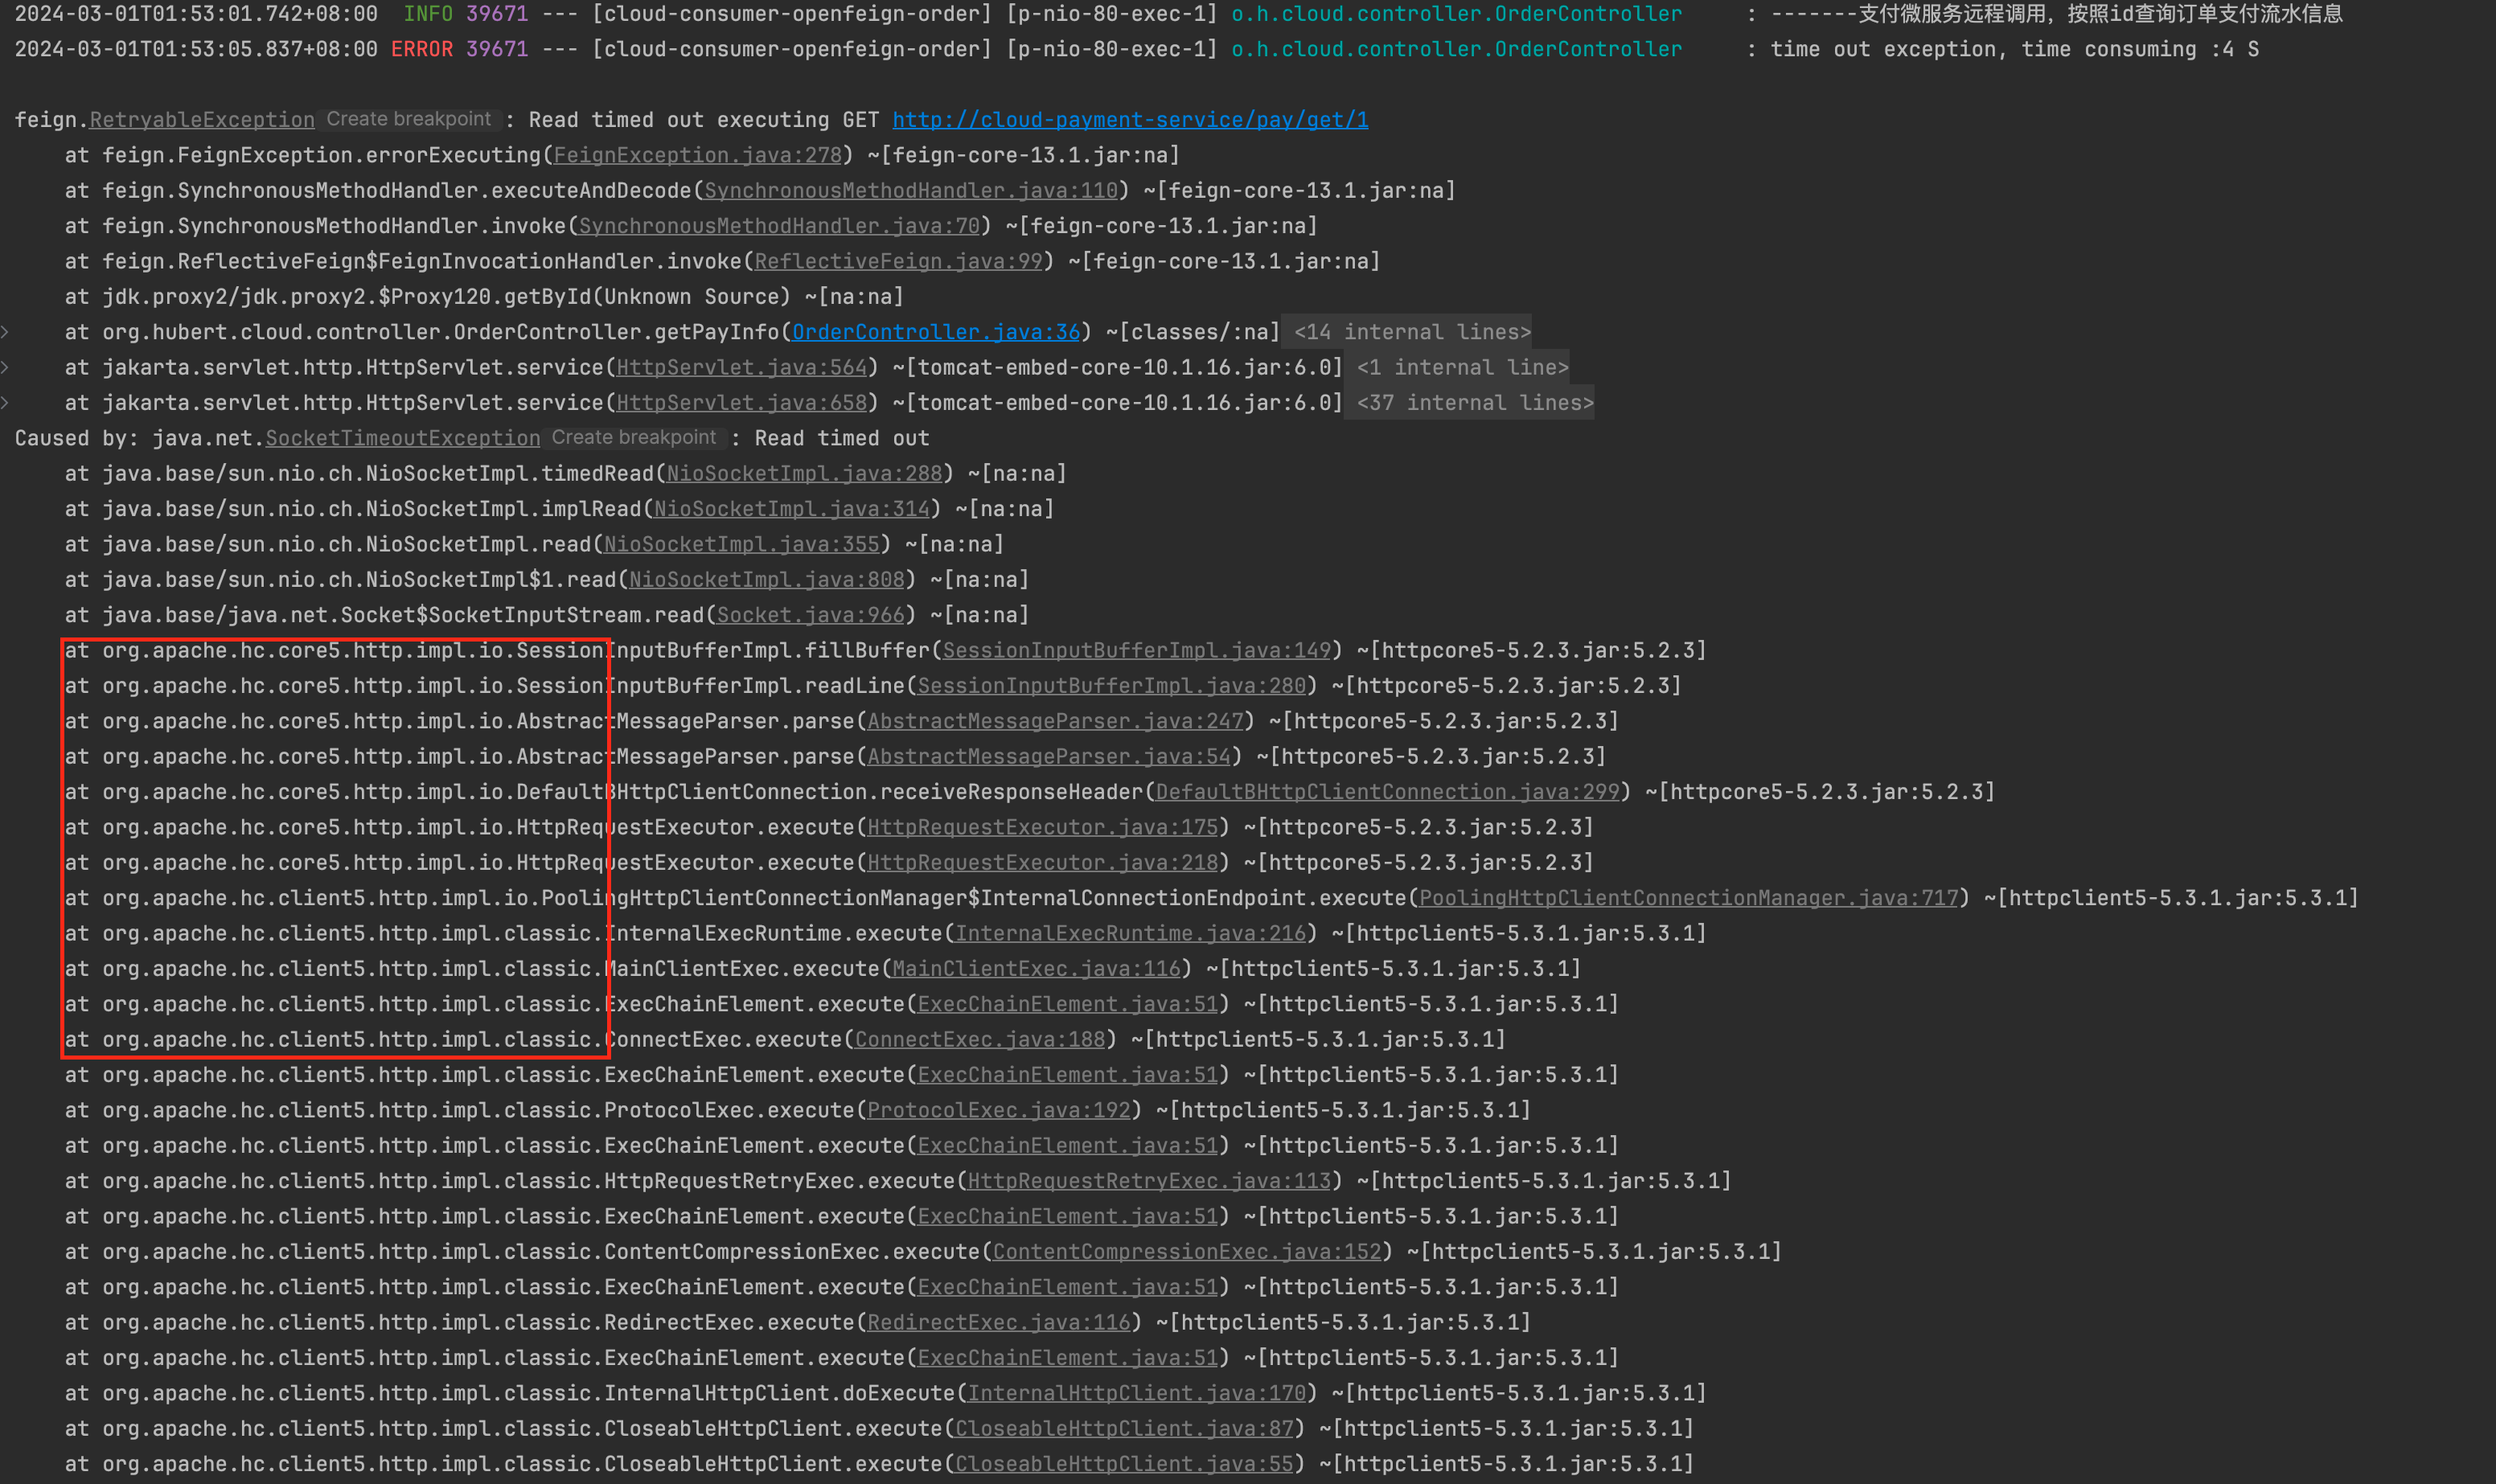 2024-03-01T01:53:01.742+08:00  INFO 39671 --- [cloud-consumer-openfeign-order] [p-nio-80-exec-1] o.h.cloud.controller.OrderController     : -------支付微服务远程调用，按照id查询订单支付流水信息
2024-03-01T01:53:05.837+08:00 ERROR 39671 --- [cloud-consumer-openfeign-order] [p-nio-80-exec-1] o.h.cloud.controller.OrderController     : time out exception, time consuming :4 S
feign.RetryableException Create breakpoint : Read timed out executing GET http://cloud-payment-service/pay/get/1
at feign.FeignException.errorExecuting(FeignException.java:278) ~[feign-core-13.1.jar:na]
at feign.SynchronousMethodHandler.executeAndDecode(SynchronousMethodHandler.java:110) ~[feign-core-13.1.jar:na]
at feign.SynchronousMethodHandler.invoke(SynchronousMethodHandler.java:70) ~[feign-core-13.1.jar:na]
at feign.ReflectiveFeign$FeignInvocationHandler.invoke(ReflectiveFeign.java:99) ~[feign-core-13.1.jar:na]
at jdk.proxy2/jdk.proxy2.$Proxy120.getById(Unknown Source) ~[na:na]
at org.hubert.cloud.controller.OrderController.getPayInfo(OrderController.java:36) ~[classes/:na] <14 internal lines>
at jakarta.servlet.http.HttpServlet.service(HttpServlet.java:564) ~[tomcat-embed-core-10.1.16.jar:6.0] <1 internal line>
at jakarta.servlet.http.HttpServlet.service(HttpServlet.java:658) ~[tomcat-embed-core-10.1.16.jar:6.0] <37 internal lines>
Caused by: java.net.SocketTimeoutException Create breakpoint : Read timed out
at java.base/sun.nio.ch.NioSocketImpl.timedRead(NioSocketImpl.java:288) ~[na:na]
at java.base/sun.nio.ch.NioSocketImpl.implRead(NioSocketImpl.java:314) ~[na:na]
at java.base/sun.nio.ch.NioSocketImpl.read(NioSocketImpl.java:355) ~[na:na]
at java.base/sun.nio.ch.NioSocketImpl$1.read(NioSocketImpl.java:808) ~[na:na]
at java.base/java.net.Socket$SocketInputStream.read(Socket.java:966) ~[na:na]
at org.apache.hc.core5.http.impl.io.SessionInputBufferImpl.fillBuffer(SessionInputBufferImpl.java:149) ~[httpcore5-5.2.3.jar:5.2.3]
at org.apache.hc.core5.http.impl.io.SessionInputBufferImpl.readLine(SessionInputBufferImpl.java:280) ~[httpcore5-5.2.3.jar:5.2.3]
at org.apache.hc.core5.http.impl.io.AbstractMessageParser.parse(AbstractMessageParser.java:247) ~[httpcore5-5.2.3.jar:5.2.3]
at org.apache.hc.core5.http.impl.io.AbstractMessageParser.parse(AbstractMessageParser.java:54) ~[httpcore5-5.2.3.jar:5.2.3]
at org.apache.hc.core5.http.impl.io.DefaultBHttpClientConnection.receiveResponseHeader(DefaultBHttpClientConnection.java:299) ~[httpcore5-5.2.3.jar:5.2.3]
at org.apache.hc.core5.http.impl.io.HttpRequestExecutor.execute(HttpRequestExecutor.java:175) ~[httpcore5-5.2.3.jar:5.2.3]
at org.apache.hc.core5.http.impl.io.HttpRequestExecutor.execute(HttpRequestExecutor.java:218) ~[httpcore5-5.2.3.jar:5.2.3]
at org.apache.hc.client5.http.impl.io.PoolingHttpClientConnectionManager$InternalConnectionEndpoint.execute(PoolingHttpClientConnectionManager.java:717) ~[httpclient5-5.3.1.jar:5.3.1]
at org.apache.hc.client5.http.impl.classic.InternalExecRuntime.execute(InternalExecRuntime.java:216) ~[httpclient5-5.3.1.jar:5.3.1]
at org.apache.hc.client5.http.impl.classic.MainClientExec.execute(MainClientExec.java:116) ~[httpclient5-5.3.1.jar:5.3.1]
at org.apache.hc.client5.http.impl.classic.ExecChainElement.execute(ExecChainElement.java:51) ~[httpclient5-5.3.1.jar:5.3.1]
at org.apache.hc.client5.http.impl.classic.ConnectExec.execute(ConnectExec.java:188) ~[httpclient5-5.3.1.jar:5.3.1]
at org.apache.hc.client5.http.impl.classic.ExecChainElement.execute(ExecChainElement.java:51) ~[httpclient5-5.3.1.jar:5.3.1]
at org.apache.hc.client5.http.impl.classic.ProtocolExec.execute(ProtocolExec.java:192) ~[httpclient5-5.3.1.jar:5.3.1]
at org.apache.hc.client5.http.impl.classic.ExecChainElement.execute(ExecChainElement.java:51) ~[httpclient5-5.3.1.jar:5.3.1]
at org.apache.hc.client5.http.impl.classic.HttpRequestRetryExec.execute(HttpRequestRetryExec.java:113) ~[httpclient5-5.3.1.jar:5.3.1]
at org.apache.hc.client5.http.impl.classic.ExecChainElement.execute(ExecChainElement.java:51) ~[httpclient5-5.3.1.jar:5.3.1]
at org.apache.hc.client5.http.impl.classic.ContentCompressionExec.execute(ContentCompressionExec.java:152) ~[httpclient5-5.3.1.jar:5.3.1]
at org.apache.hc.client5.http.impl.classic.ExecChainElement.execute(ExecChainElement.java:51) ~[httpclient5-5.3.1.jar:5.3.1]
at org.apache.hc.client5.http.impl.classic.RedirectExec.execute(RedirectExec.java:116) ~[httpclient5-5.3.1.jar:5.3.1]
at org.apache.hc.client5.http.impl.classic.ExecChainElement.execute(ExecChainElement.java:51) ~[httpclient5-5.3.1.jar:5.3.1]
at org.apache.hc.client5.http.impl.classic.InternalHttpClient.doExecute(InternalHttpClient.java:170) ~[httpclient5-5.3.1.jar:5.3.1]
at org.apache.hc.client5.http.impl.classic.CloseableHttpClient.execute(CloseableHttpClient.java:87) ~[httpclient5-5.3.1.jar:5.3.1]
at org.apache.hc.client5.http.impl.classic.CloseableHttpClient.execute(CloseableHttpClient.java:55) ~[httpclient5-5.3.1.jar:5.3.1]